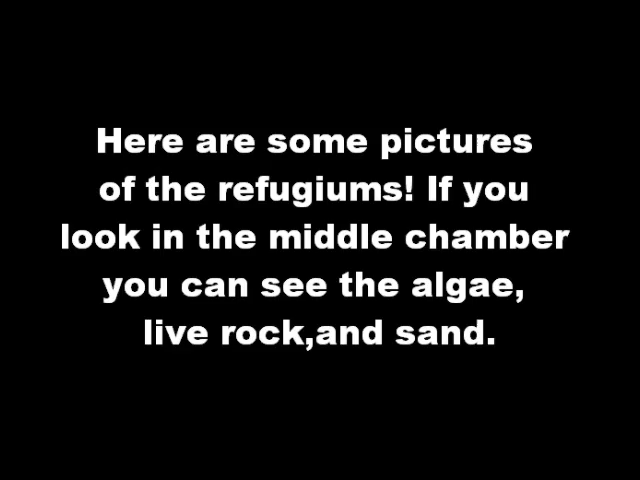 Here are some pictures
of the refugiums! If you
look in the middle chamber
you can see the algae,
live rock,and sand.